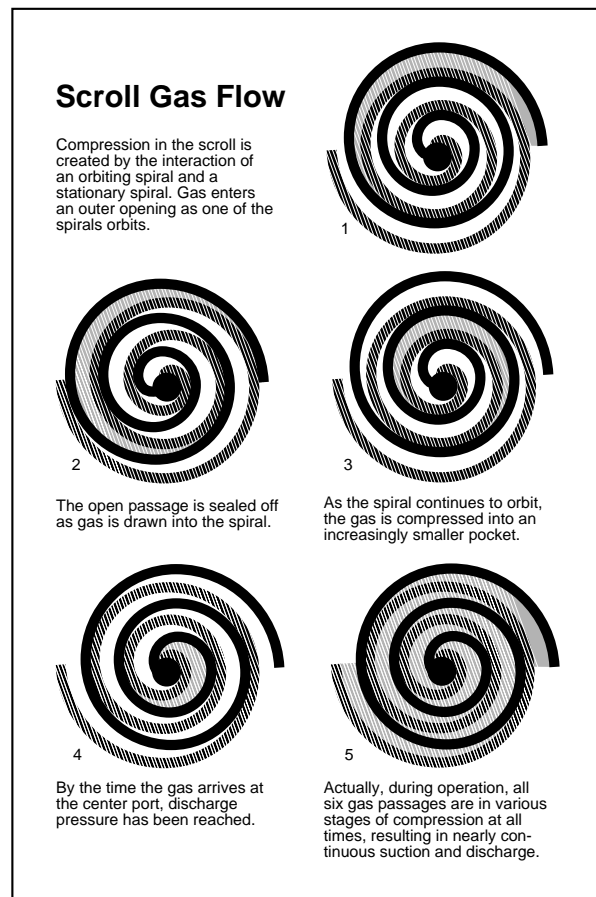 Scroll Gas Flow
Compression in the scroll is
created by the interaction of
an orbiting spiral and a
stationary spiral. Gas enters
an outer opening as one of the
spirals orbits.
1
2
The open passage is sealed off
as gas is drawn into the spiral.
3
As the spiral continues to orbit,
the gas is compressed into an
increasingly smaller pocket.
4
By the time the gas arrives at
the center port, discharge
pressure has been reached.
5
Actually, during operation, all
six gas passages are in various
stages of compression at all
times, resulting in nearly con-
tinuous suction and discharge.